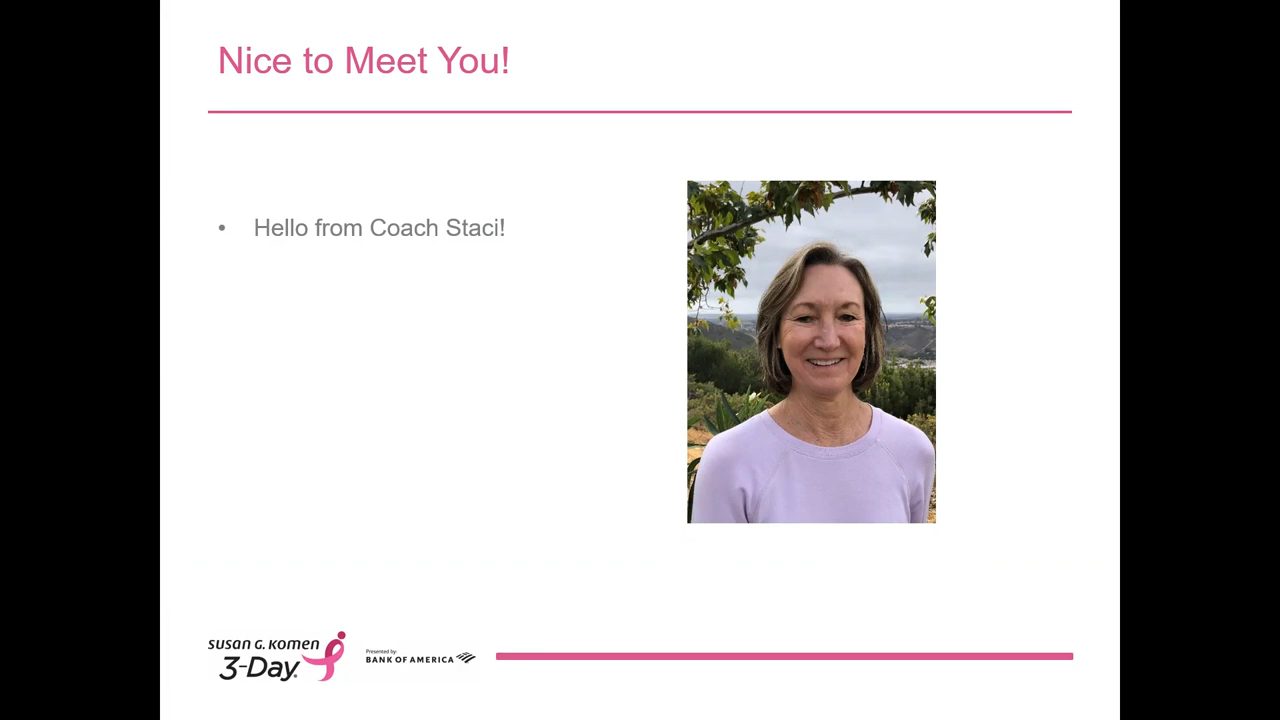 Nice to Meet You!
• Hello from Coach Staci!
SUSAN G. KOMEN
3-Day®
Presented by:
BANK OF AMERICA